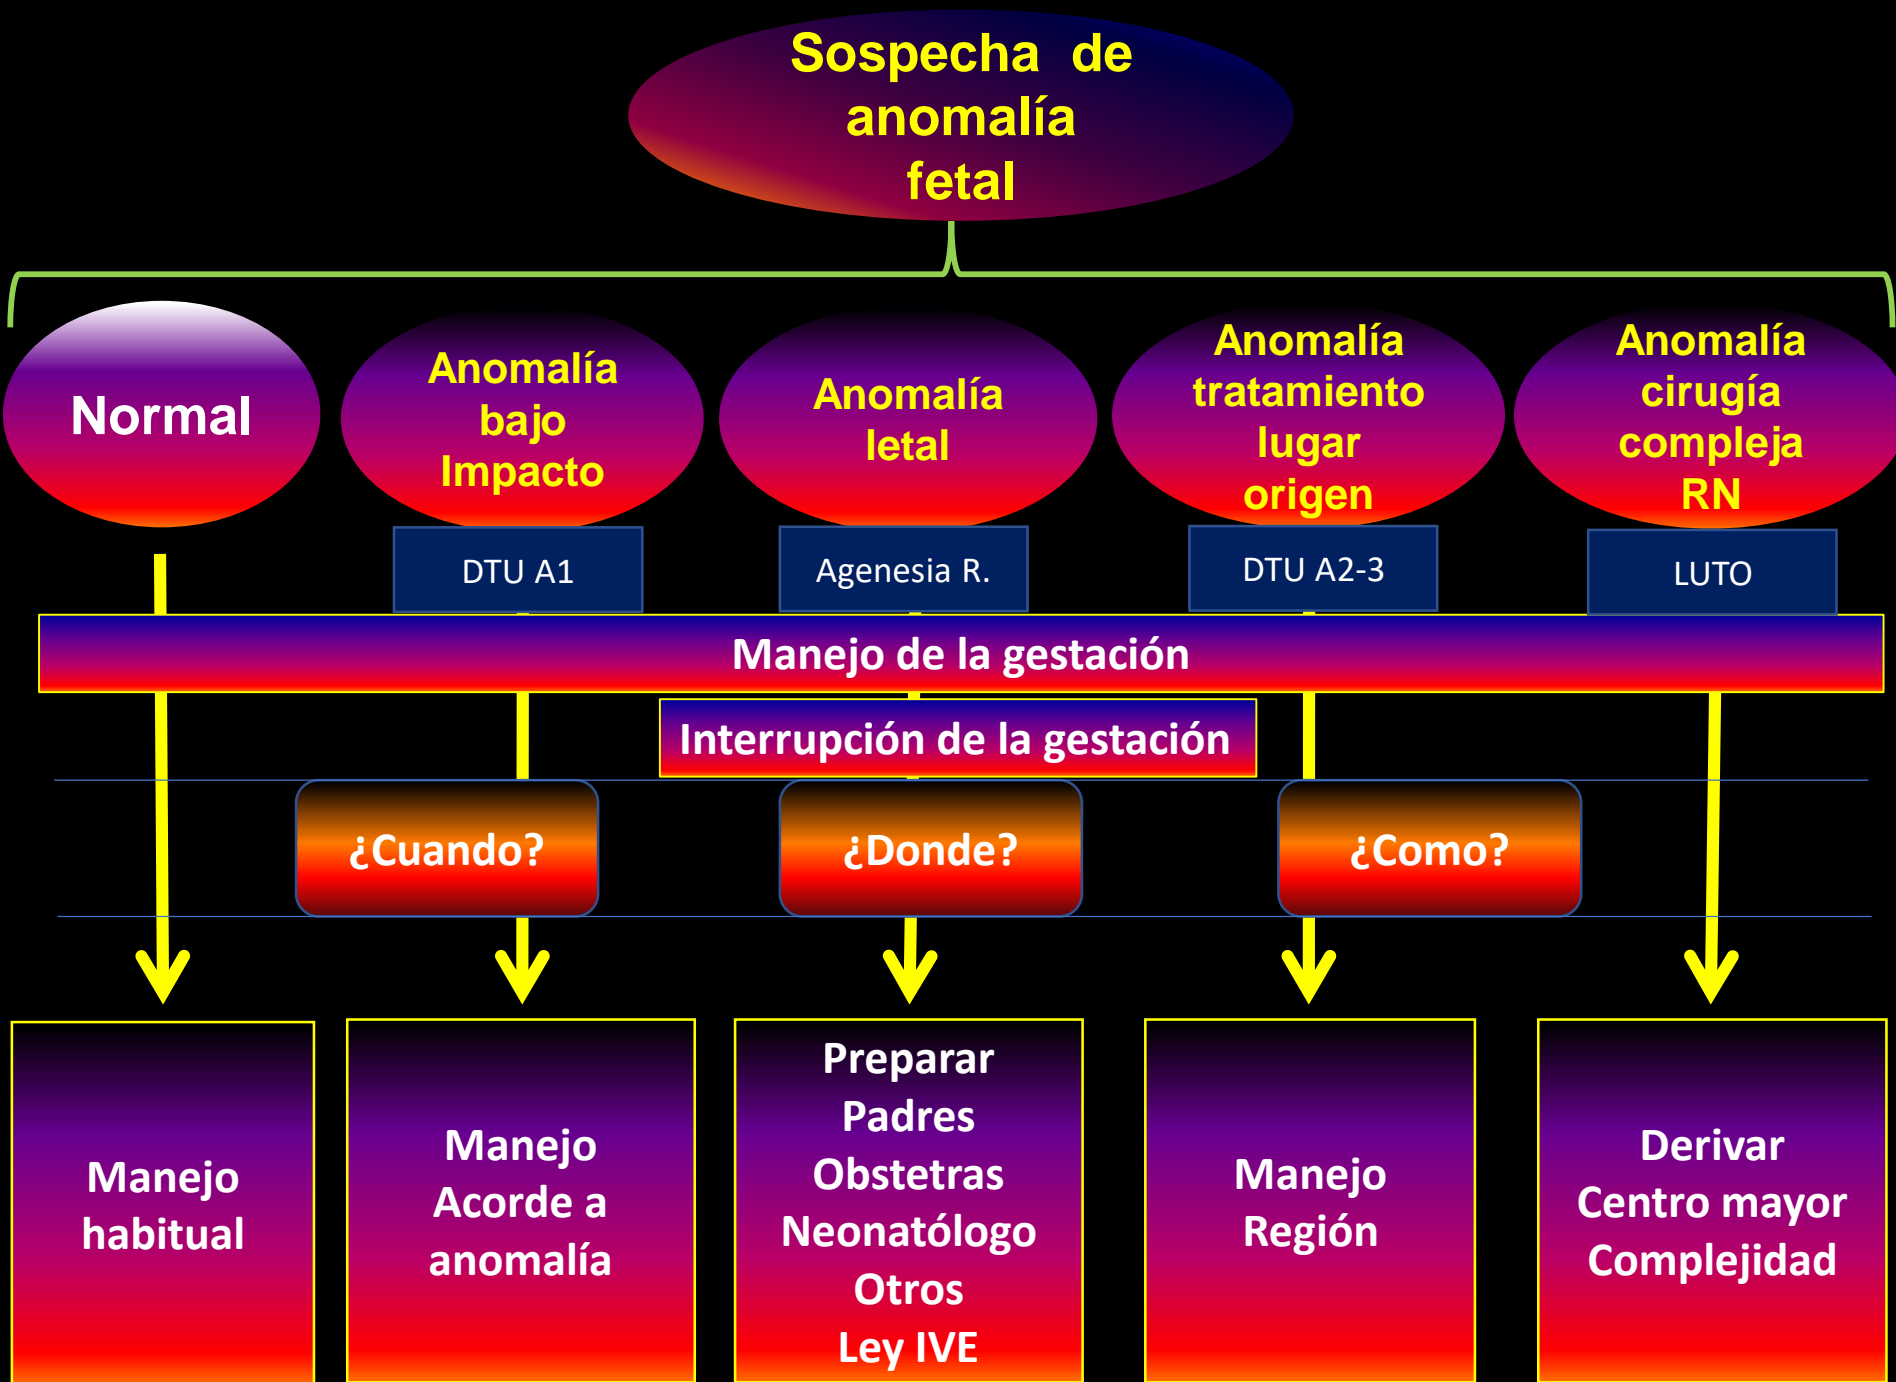 Sospecha de
anomalía
fetal
Normal
Anomalía
bajo
Impacto
Anomalía
letal
Anomalía
tratamiento
lugar
origen
Anomalía
cirugía
compleja
RN
DTU A1
Agenesia R.
DTU A2-3
LUTO
Manejo de la gestación
Interrupción de la gestación
¿Cuando?
¿Donde?
¿Como?
Manejo
habitual
Manejo
Acorde a
anomalía
Preparar
Padres
Obstetras
Neonatólogo
Otros
Ley IVE
Manejo
Región
Derivar
Centro mayor
Complejidad